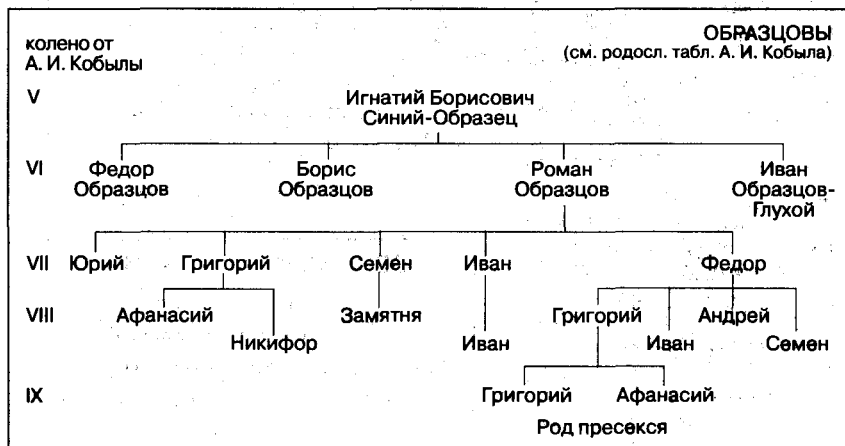 колено от
А. И. Кобылы
ОБРАЗЦОВЫ
(см. родосл. табл. А. И. Кобыла)
V
Игнатий Борисович
Синий-Образец
VI
Федор
Образцов
Борис
Образцов
Роман
Образцов
Иван
Образцов-
Глухой
VII Юрий Григорий Семен Иван Федор
VIII Афанасий Замятня Григорий Андрей
Никифор Иван Иван Семен
IX Григорий Афанасий
Род пресекся